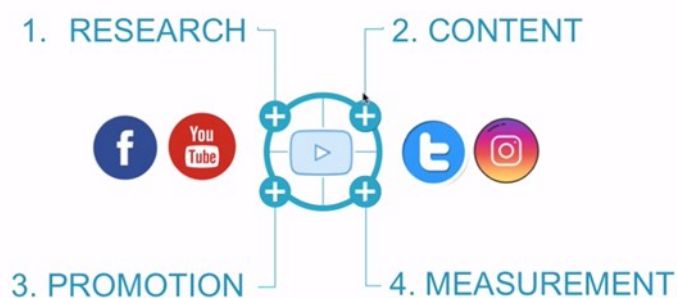 1. RESEARCH
2. CONTENT
You
Tube
3. PROMOTION
4. MEASUREMENT